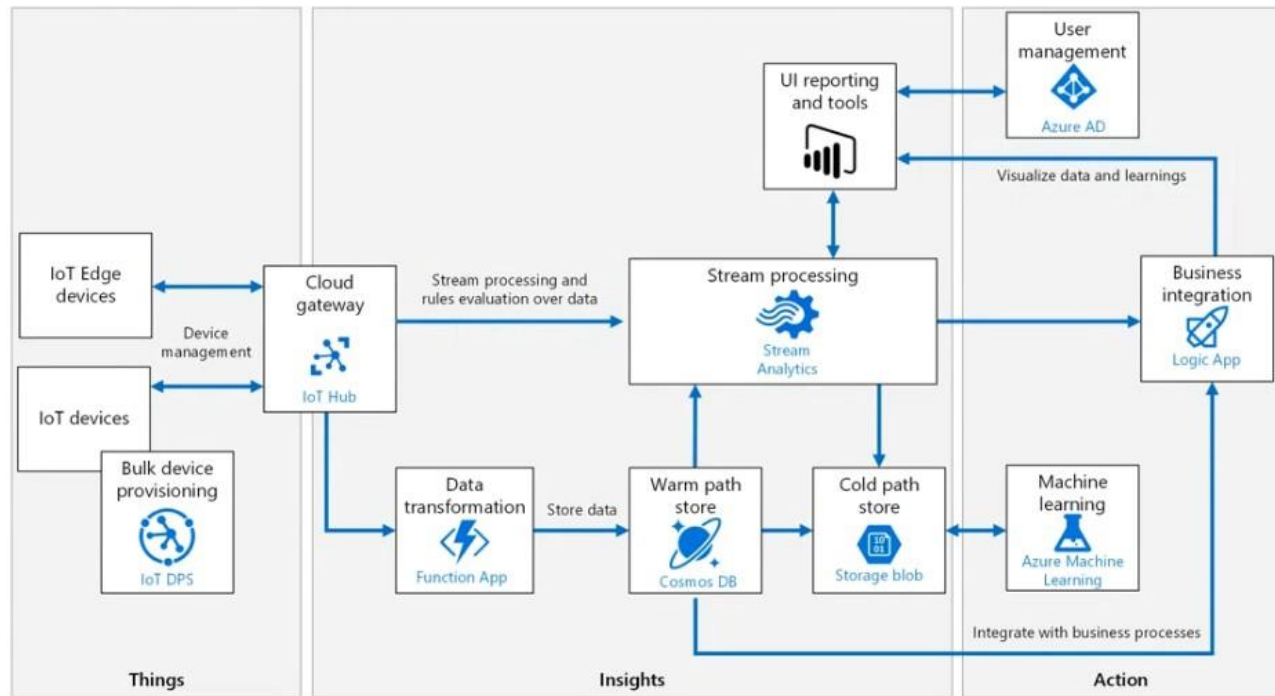 User
management
Azure AD
UI reporting
and tools
Visualize data and learnings
IoT Edge
devices
Cloud
gateway
IoT Hub
Stream processing and
rules evaluation over data
Stream processing
Stream
Analytics
Business
integration
Logic App
Device
management
IoT devices
Bulk device
provisioning
IoT DPS
Data
transformation
Function App
Store data
Warm path
store
Cosmos DB
Cold path
store
10
01
Storage blob
Machine
learning
Azure Machine
Learning
Integrate with business processes
Things
Insights
Action